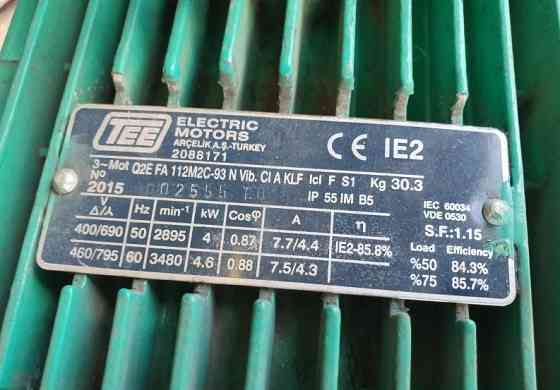 TEE ELECTRIC MOTORS
ARÇELİK A.Ş.-TURKEY
2086171
CE IE2
3~Mot Q2E FA 112M2C-93 N Vib. Cl A KLF Icl F S1 Kg 30.3
No 2015 IP 55 IM B5
IEC 60034
VDE 0530
S.F.:1.15
V Δ/A Hz min-1 kW Cosφ A η
400/690 50 2895 4 0.87 7.7/4.4 IE2-85.8%
460/795 60 3480 4.6 0.88 7.5/4.3
Load Efficiency
%50 84.3%
%75 85.7%